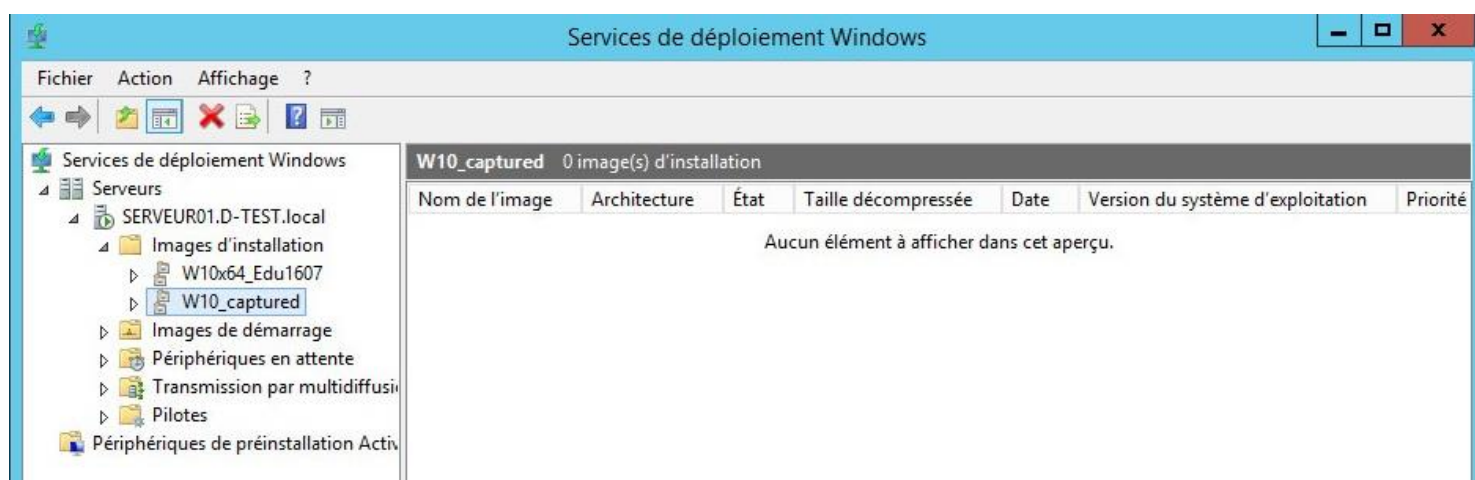 Services de déploiement Windows
Fichier Action Affichage ?
Services de déploiement Windows
Serveurs
SERVEUR01.D-TEST.local
Images d'installation
W10x64_Edu1607
W10_captured
Images de démarrage
Périphériques en attente
Transmission par multidiffusi
Pilotes
Périphériques de préinstallation Activ
W10_captured 0 image(s) d'installation
Nom de l'image Architecture État Taille décompressée Date Version du système d'exploitation Priorité
Aucun élément à afficher dans cet aperçu.